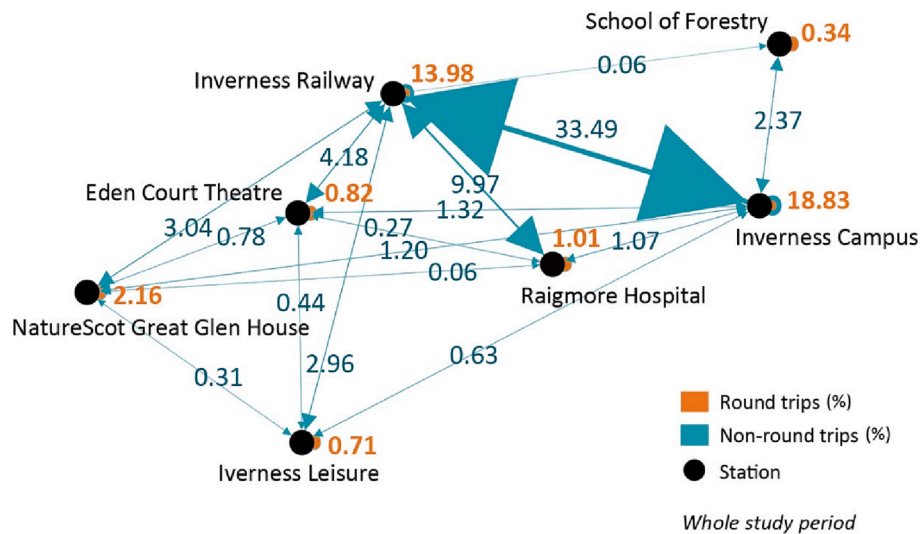 School of Forestry
0.34
Inverness Railway
13.98
0.06
33.49
2.37
4.18
Eden Court Theatre
0.82
9.97
1.32
18.83
3.04
0.78
0.27
1.20
1.01
1.07
Inverness Campus
0.06
2.16
Raigmore Hospital
0.44
NatureScot Great Glen House
0.31
2.96
0.63
0.71
Iverness Leisure
Round trips (%)
Non-round trips (%)
Station
Whole study period